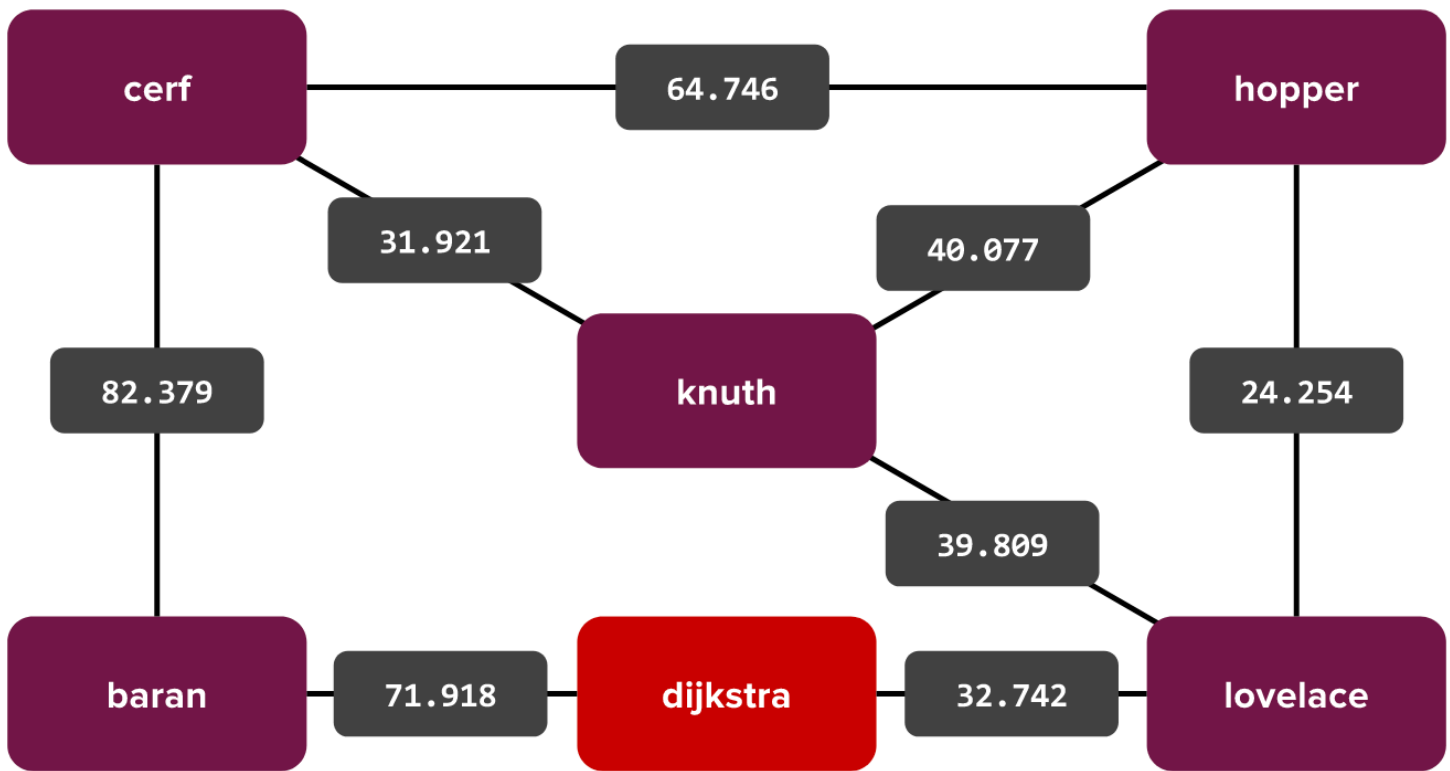 cerf
64.746
hopper
31.921
40.077
82.379
knuth
24.254
39.809
baran
71.918
dijkstra
32.742
lovelace